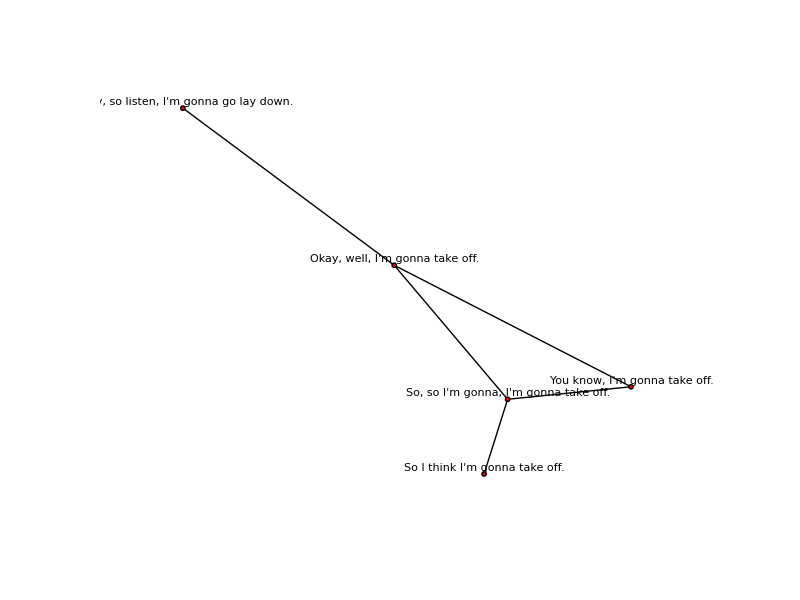 , so listen, I'm gonna go lay down.
Okay, well, I'm gonna take off.
You know, I'm gonna take off.
So, so I'm gonna, I'm gonna take off.
So I think I'm gonna take off.